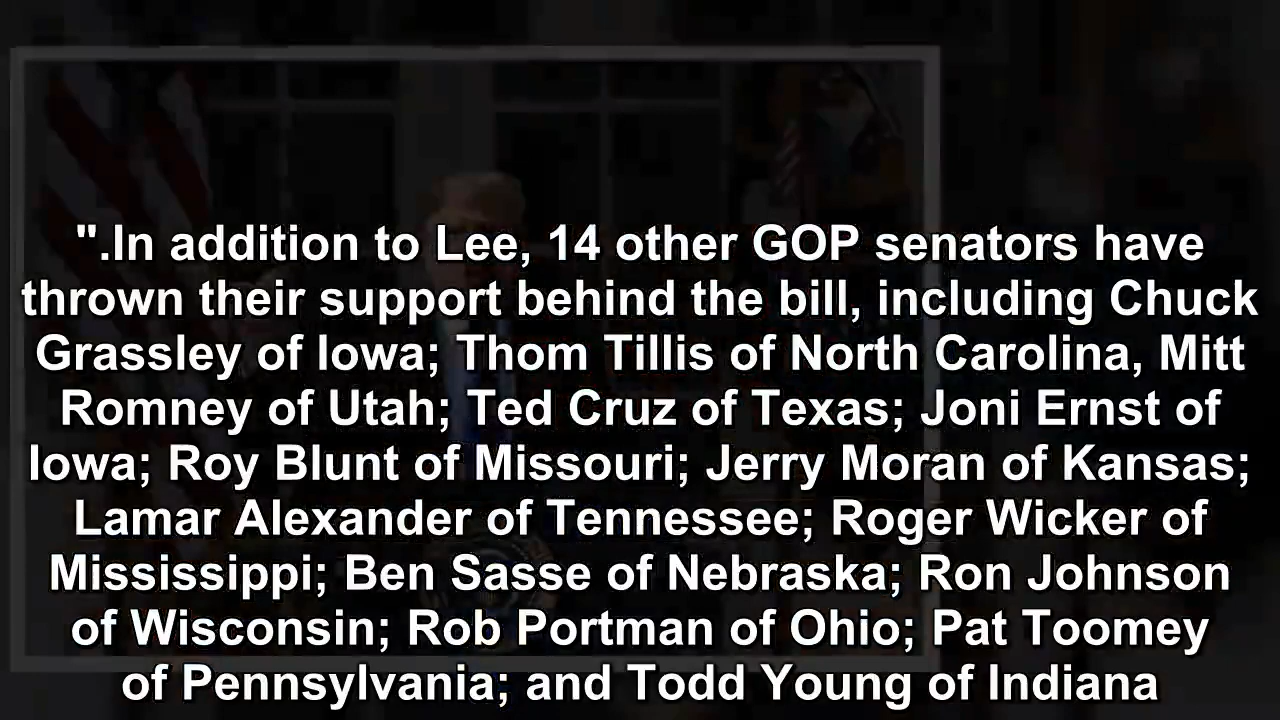 ".In addition to Lee, 14 other GOP senators have
thrown their support behind the bill, including Chuck
Grassley of Iowa; Thom Tillis of North Carolina, Mitt
Romney of Utah; Ted Cruz of Texas; Joni Ernst of
Iowa; Roy Blunt of Missouri; Jerry Moran of Kansas;
Lamar Alexander of Tennessee; Roger Wicker of
Mississippi; Ben Sasse of Nebraska; Ron Johnson
of Wisconsin; Rob Portman of Ohio; Pat Toomey
of Pennsylvania; and Todd Young of Indiana